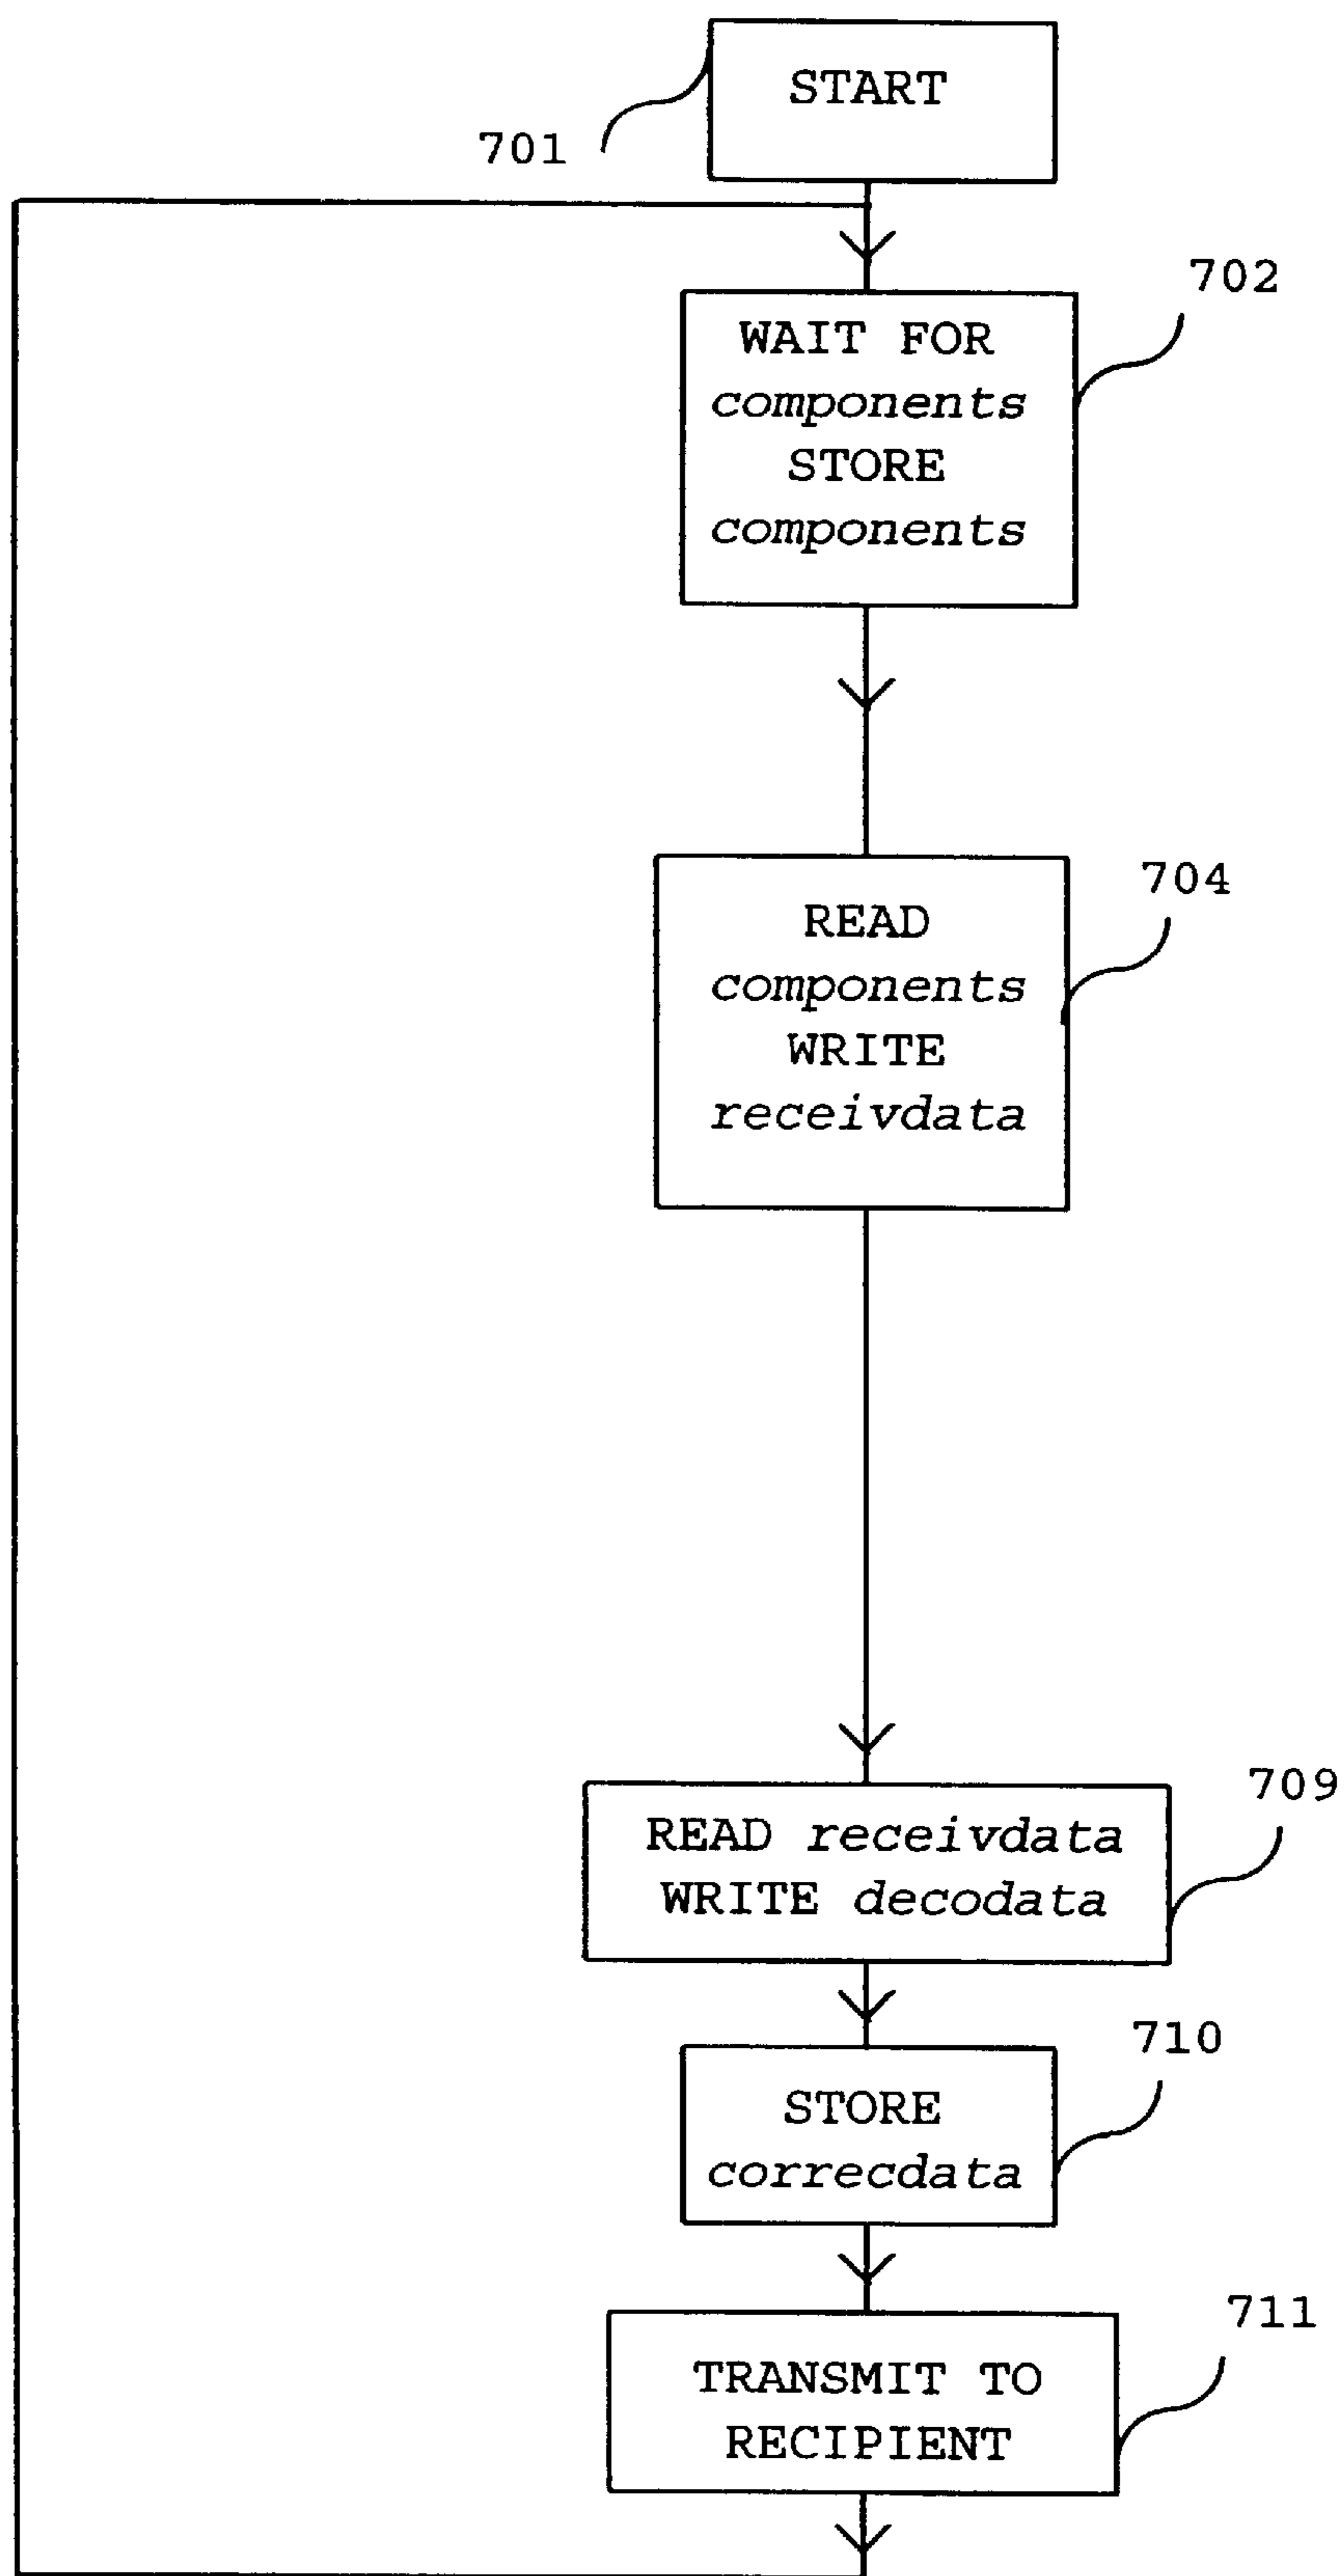 START
701
702
WAIT FOR
components
STORE
components
704
READ
components
WRITE
receivdata
709
READ receivdata
WRITE decodata
710
STORE
correcdata
711
TRANSMIT TO
RECIPIENT